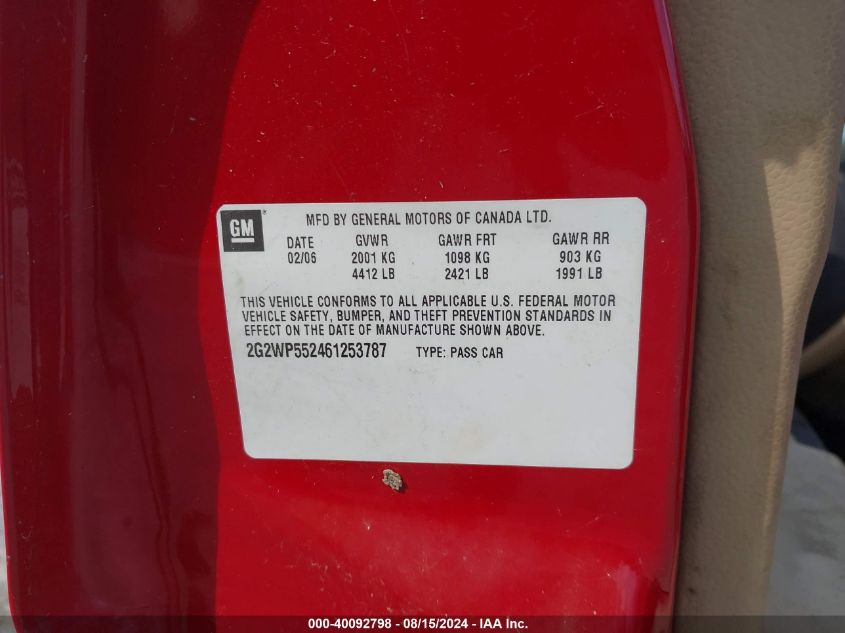 GM
MFD BY GENERAL MOTORS OF CANADA LTD.
DATE GVWR GAWR FRT GAWR RR
02/06 2001 KG 1098 KG 903 KG
4412 LB 2421 LB 1991 LB
THIS VEHICLE CONFORMS TO ALL APPLICABLE U.S. FEDERAL MOTOR
VEHICLE SAFETY, BUMPER, AND THEFT PREVENTION STANDARDS IN
EFFECT ON THE DATE OF MANUFACTURE SHOWN ABOVE.
2G2WP552461253787 TYPE: PASS CAR
000-40092798 - 08/15/2024 - IAA, Inc.